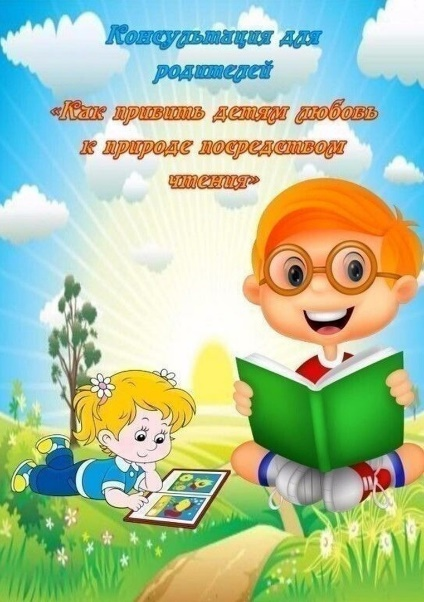 Консультация для
родителей
«Как привить детям любовь
к природе посредством
чтения»